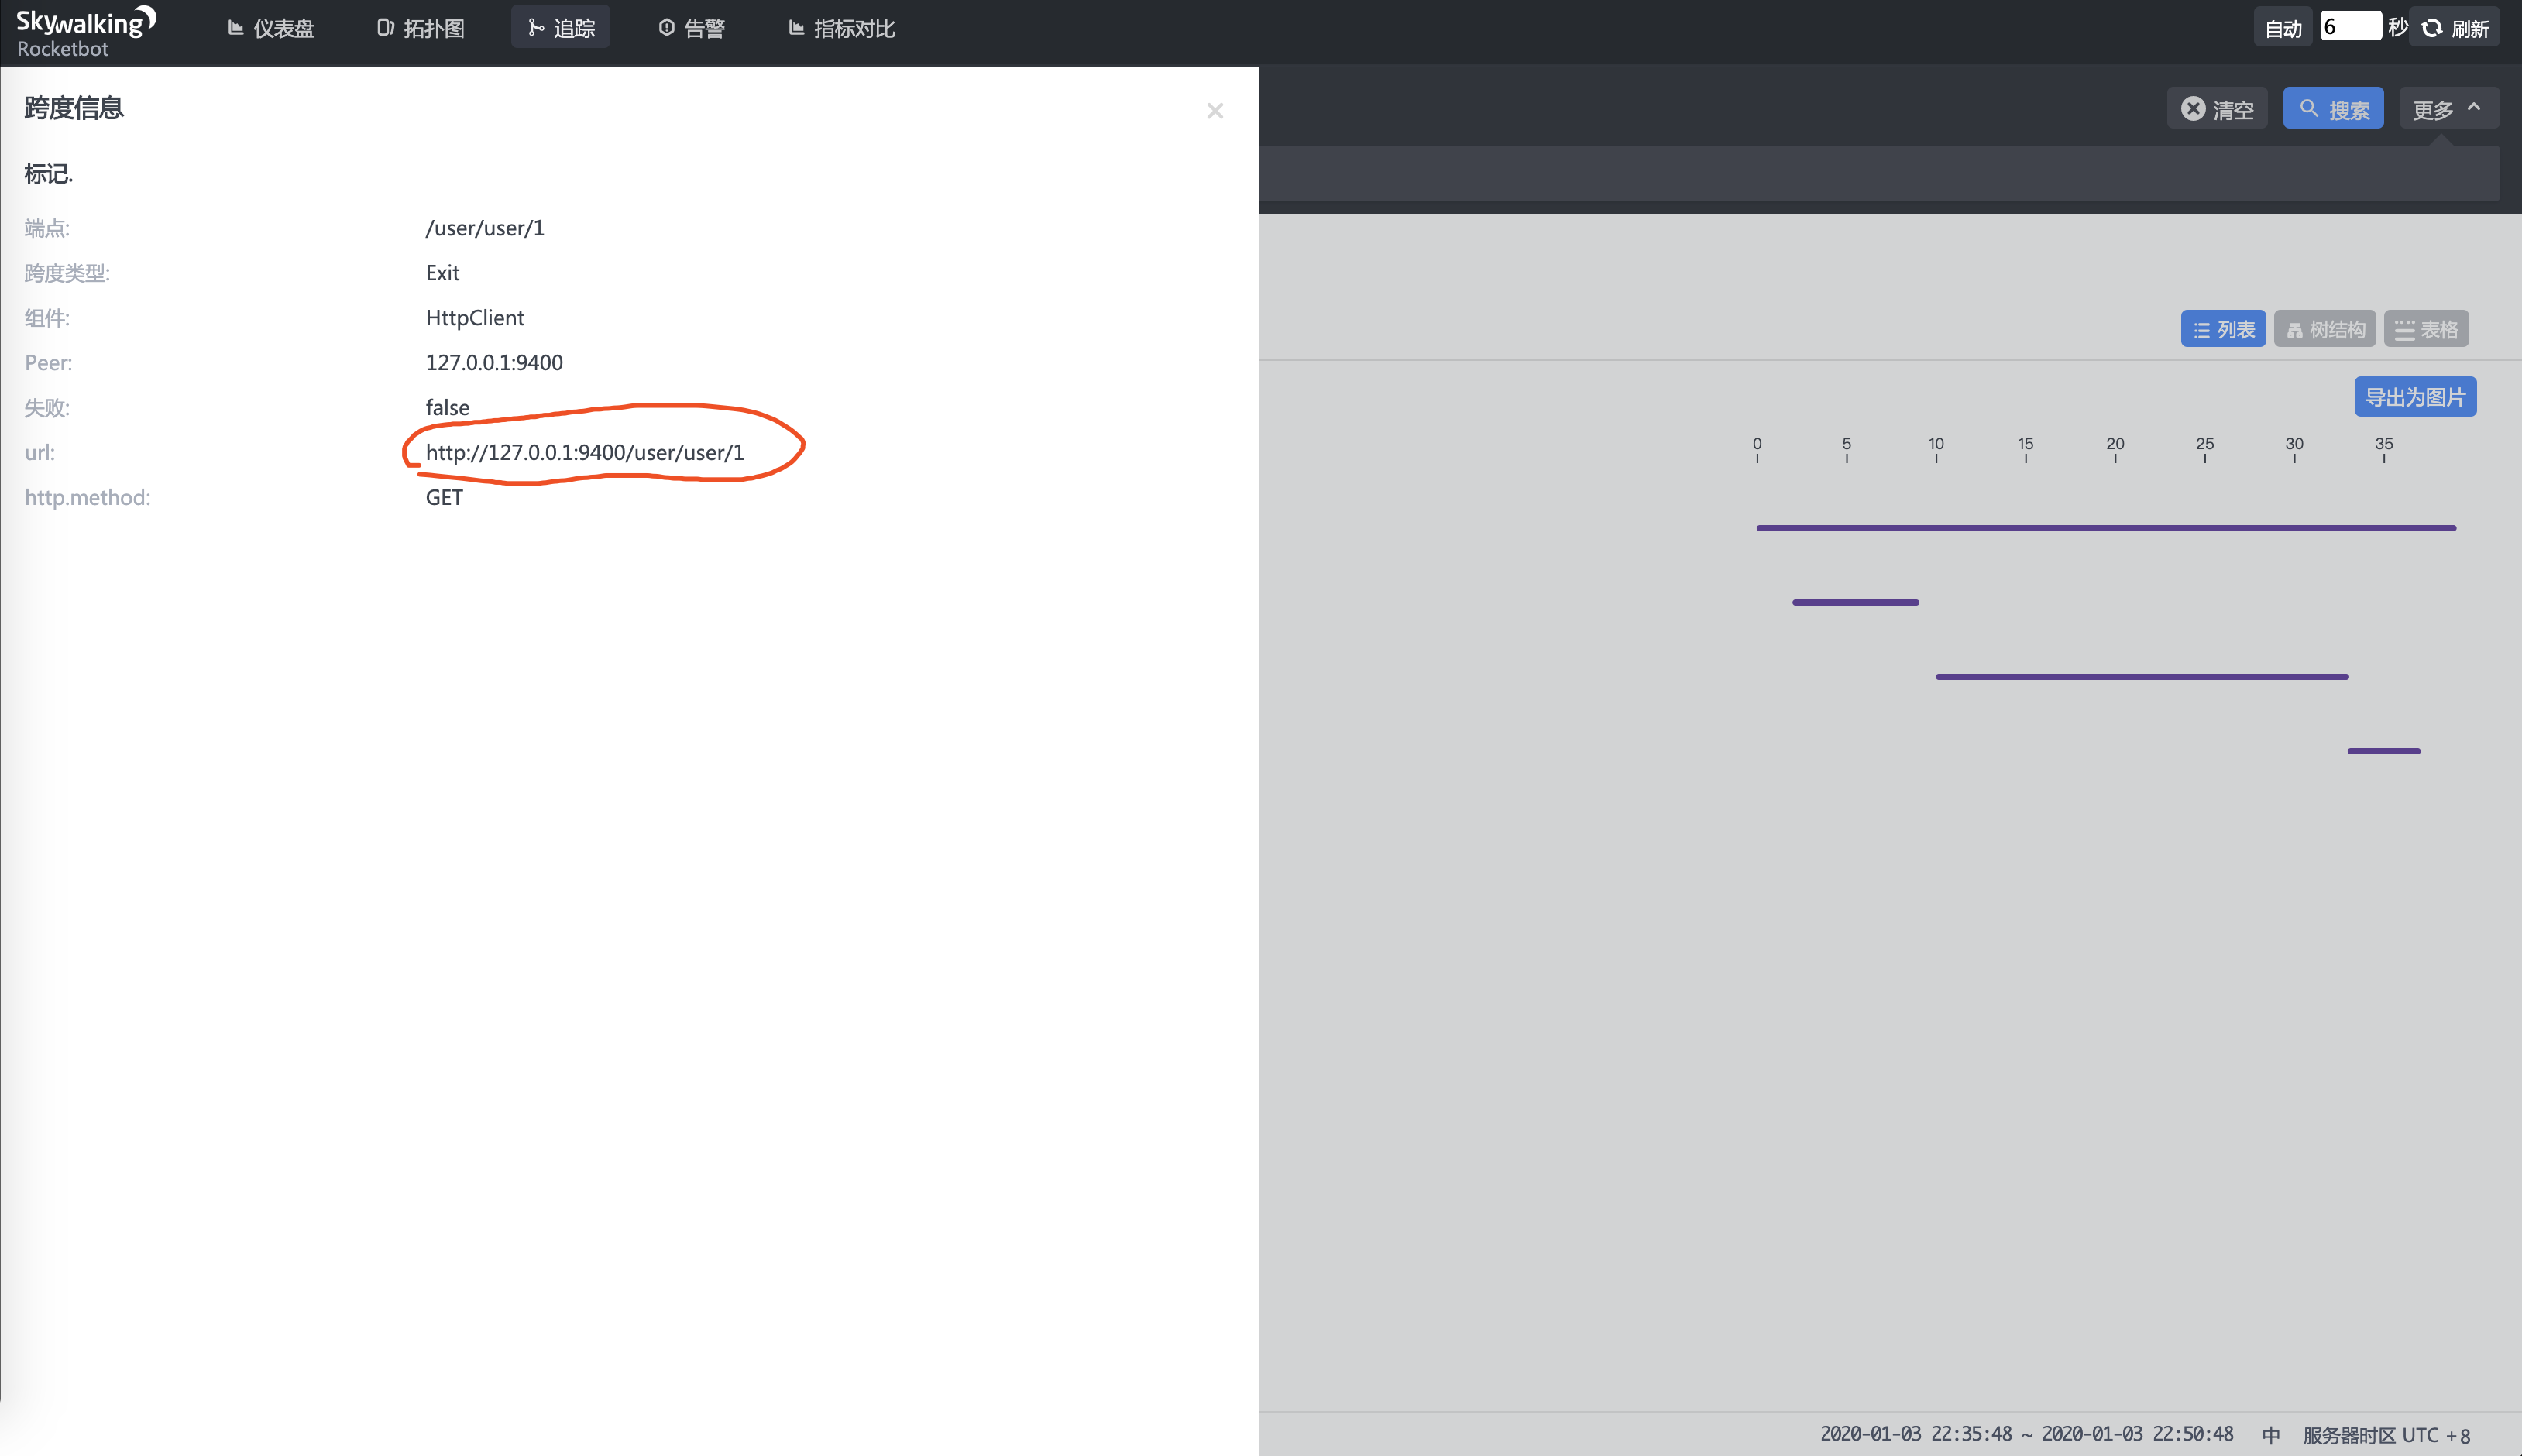 Skywalking
Rocketbot
仪表盘 拓扑图 追踪 告警 指标对比 自动 6 秒 刷新
跨度信息
清空 搜索 更多
标记.
端点: /user/user/1
跨度类型: Exit
组件: HttpClient
列表 树结构 表格
Peer: 127.0.0.1:9400
导出为图片
失败: false
url: http://127.0.0.1:9400/user/user/1
0 5 10 15 20 25 30 35
http.method: GET
2020-01-03 22:35:48 ~ 2020-01-03 22:50:48 中 服务器时区 UTC +8